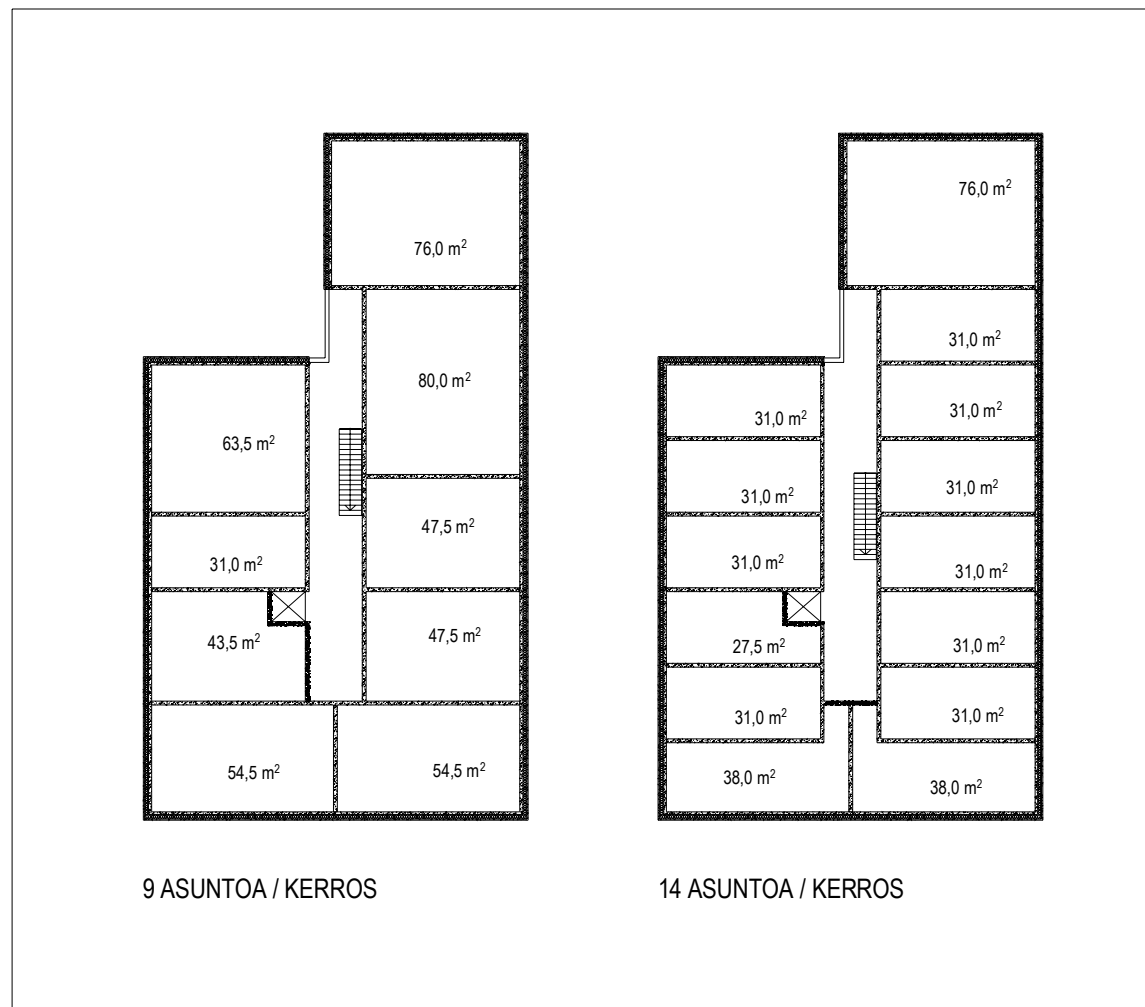 76,0 m²
80,0 m²
63,5 m²
47,5 m²
31,0 m²
43,5 m²
47,5 m²
54,5 m²
54,5 m²
9 ASUNTOA / KERROS
76,0 m²
31,0 m²
31,0 m²
31,0 m²
31,0 m²
31,0 m²
31,0 m²
31,0 m²
27,5 m²
31,0 m²
31,0 m²
31,0 m²
38,0 m²
38,0 m²
14 ASUNTOA / KERROS